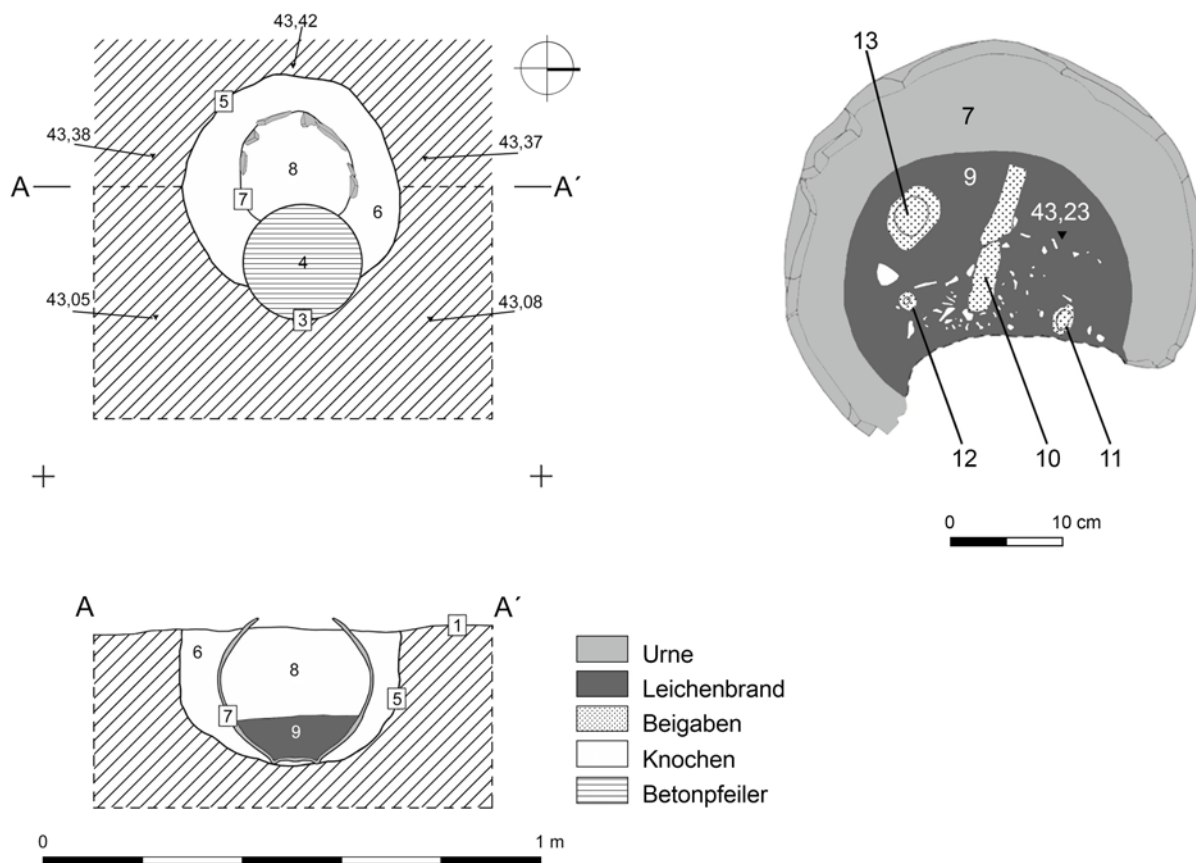 43,42
5
43,38
43,37
8
A
A´
7
6
4
43,05
43,08
3
13
7
9
43,23
12
10
11
0 10 cm
A
A´
1
6
8
7
5
9
Urne
Leichenbrand
Beigaben
Knochen
Betonpfeiler
0 1 m